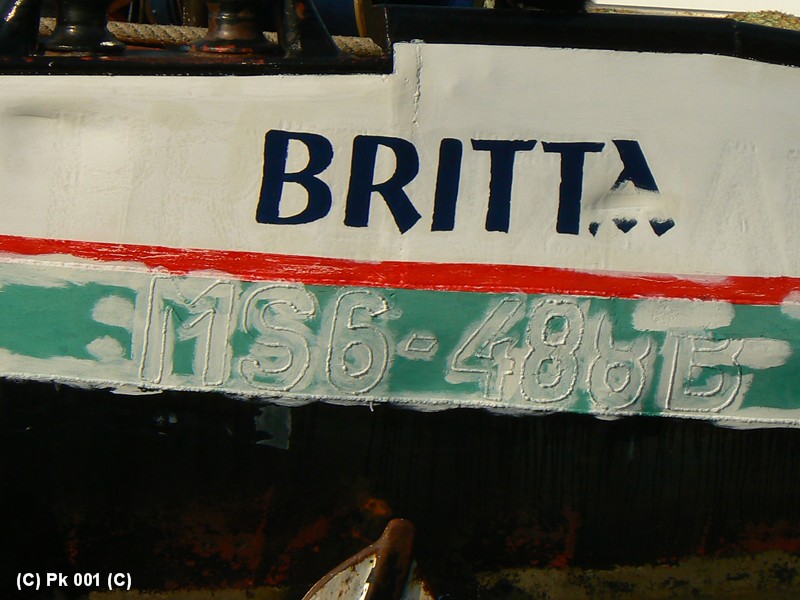 BRITTA
MS6-488B
(C) Pk 001 (C)